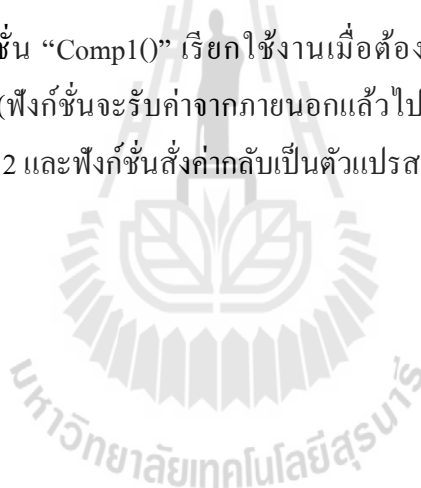 ชั่น “Comp1()” เรียกใช้งานเมื่อต้อง
(ฟังก์ชั่นจะรับค่าจากภายนอกแล้วไป
2 และฟังก์ชั่นสั่งค่ากลับเป็นตัวแปรส
มหาวิทยาลัยเทคโนโลยีสุรนารี